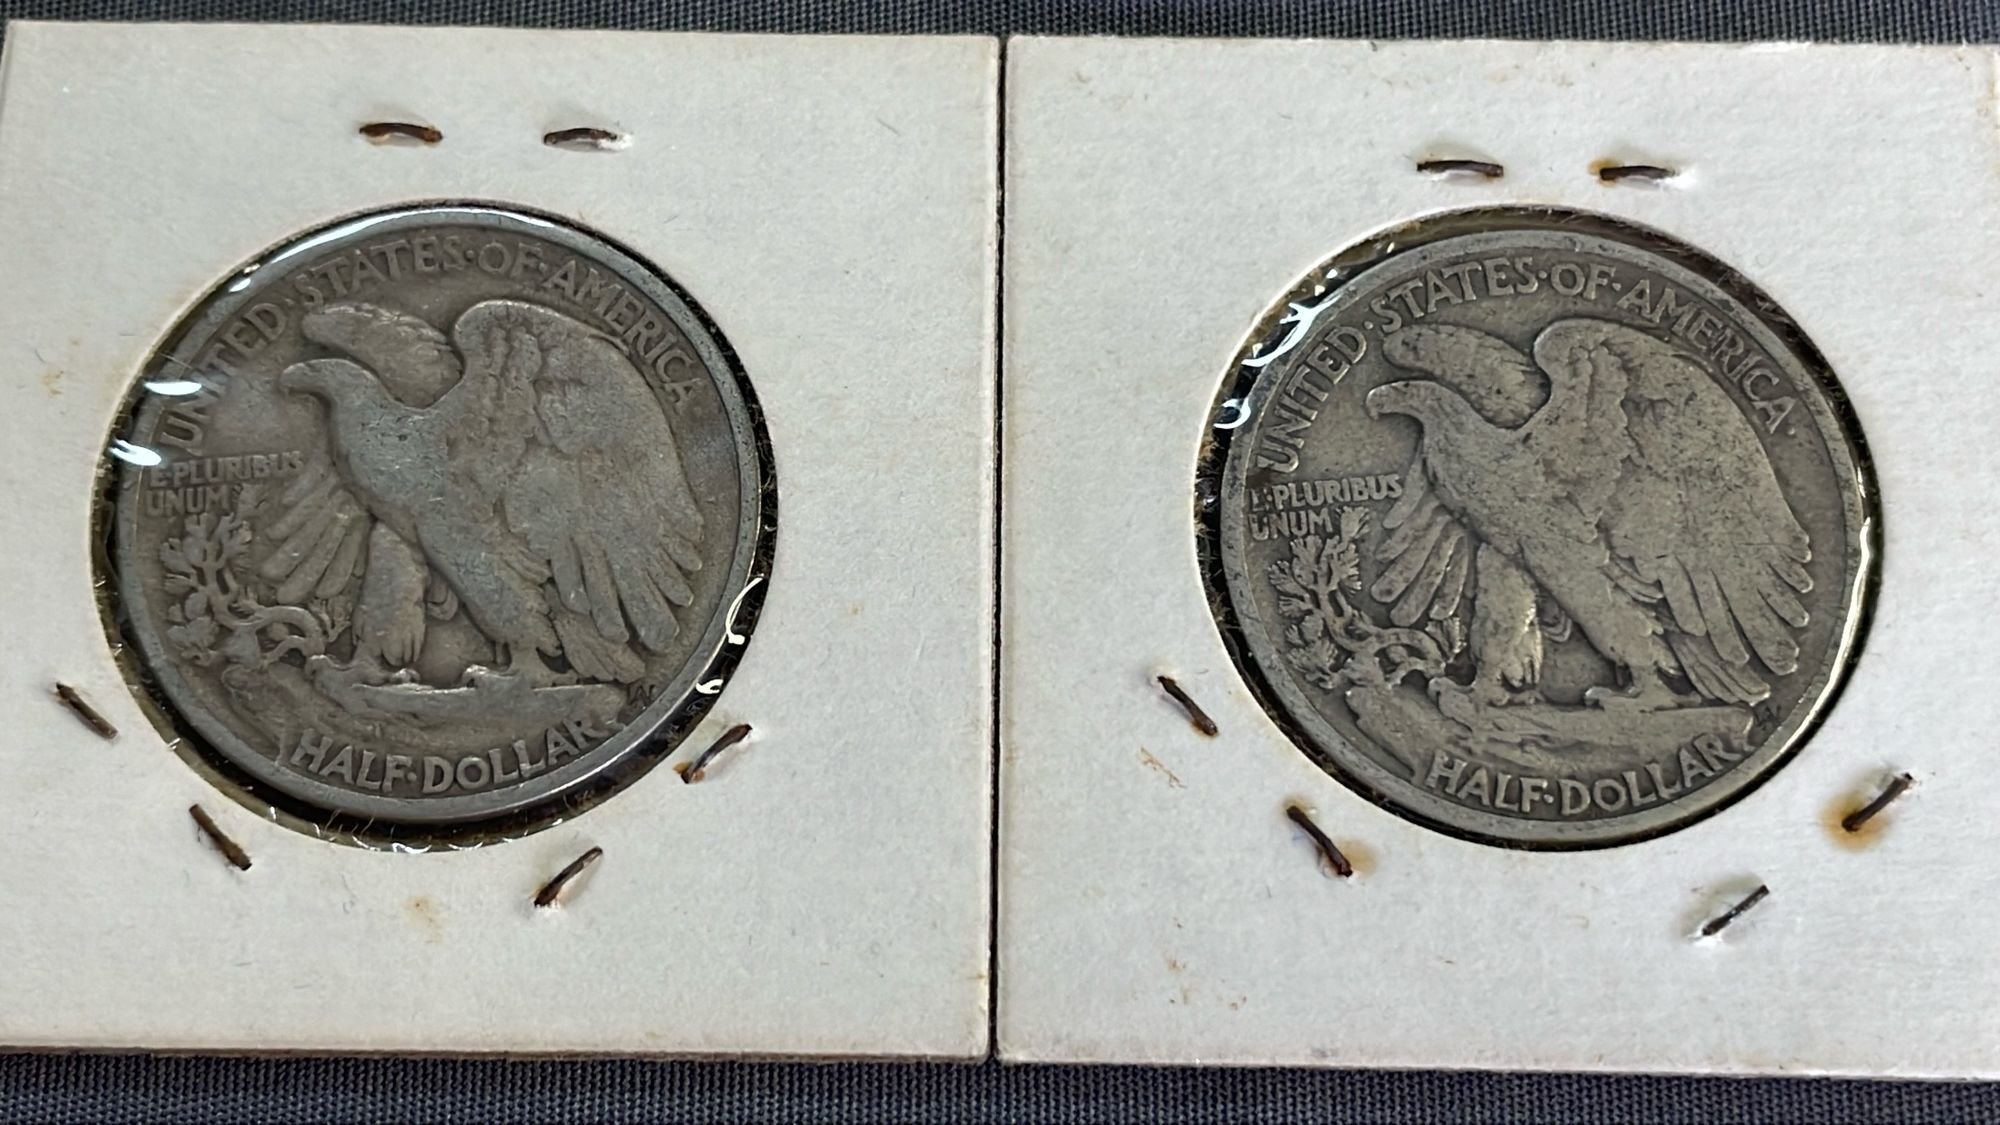 UNITED·STATES·OF·AMERICA
E·PLURIBUS
UNUM
HALF·DOLLAR
UNITED·STATES·OF·AMERICA·
E·PLURIBUS
UNUM
HALF·DOLLAR